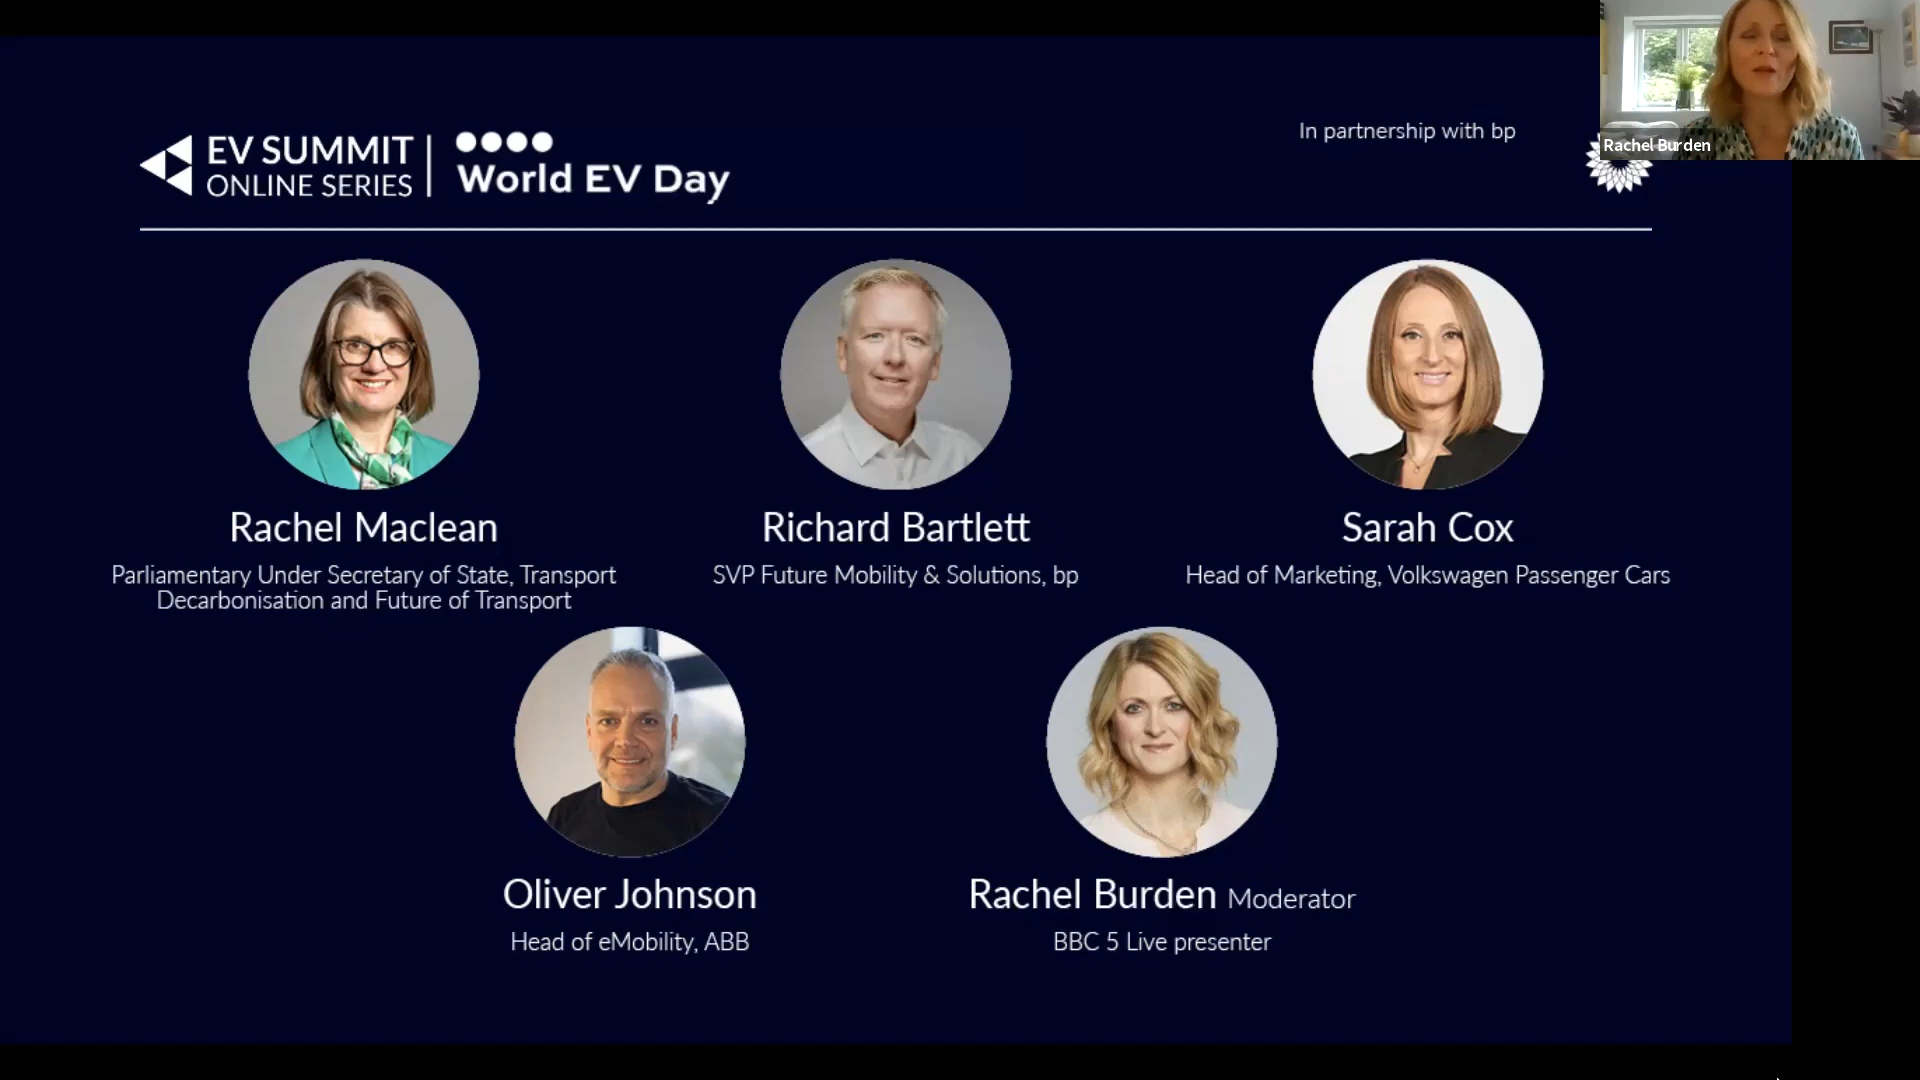 EV SUMMIT
ONLINE SERIES
World EV Day
In partnership with bp
Rachel Burden
Rachel Maclean
Parliamentary Under Secretary of State, Transport
Decarbonisation and Future of Transport
Richard Bartlett
SVP Future Mobility & Solutions, bp
Sarah Cox
Head of Marketing, Volkswagen Passenger Cars
Oliver Johnson
Head of eMobility, ABB
Rachel Burden Moderator
BBC 5 Live presenter